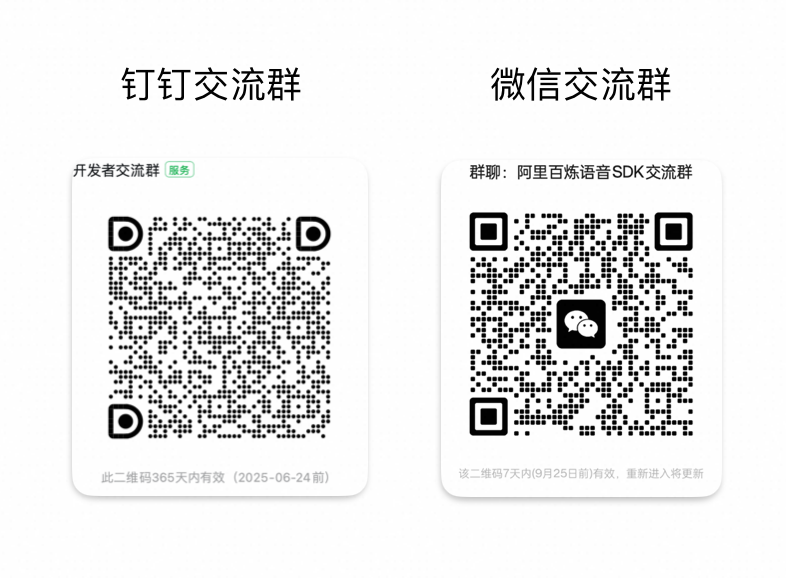 钉钉交流群
开发者交流群 服务
此二维码365天内有效（2025-06-24前）
微信交流群
群聊：阿里百炼语音SDK交流群
该二维码7天内(9月25日前)有效，重新进入将更新